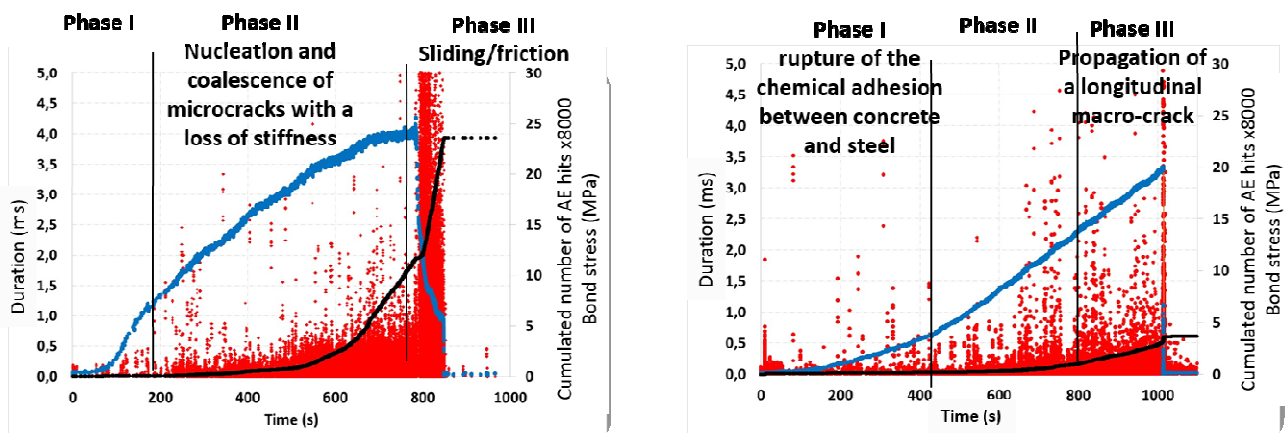 Phase I
Phase II
Phase III
Nucleation and
coalescence of
microcracks with a
loss of stiffness
Sliding/friction
5,0
4,5
4,0
3,5
3,0
2,5
2,0
1,5
1,0
0,5
0,0
Duration (ms)
0
200
400
600
800
1000
Time (s)
30
25
20
15
10
5
0
Cumulated number of AE hits x8000
Bond stress (MPa)
Phase I
Phase II
Phase III
rupture of the
chemical adhesion
between concrete
and steel
Propagation of
a longitudinal
macro-crack
5,0
4,5
4,0
3,5
3,0
2,5
2,0
1,5
1,0
0,5
0,0
Duration (ms)
0
200
400
600
800
1000
Time (s)
30
25
20
15
10
5
0
Cumulated number of AE hits x8000
Bond stress (MPa)